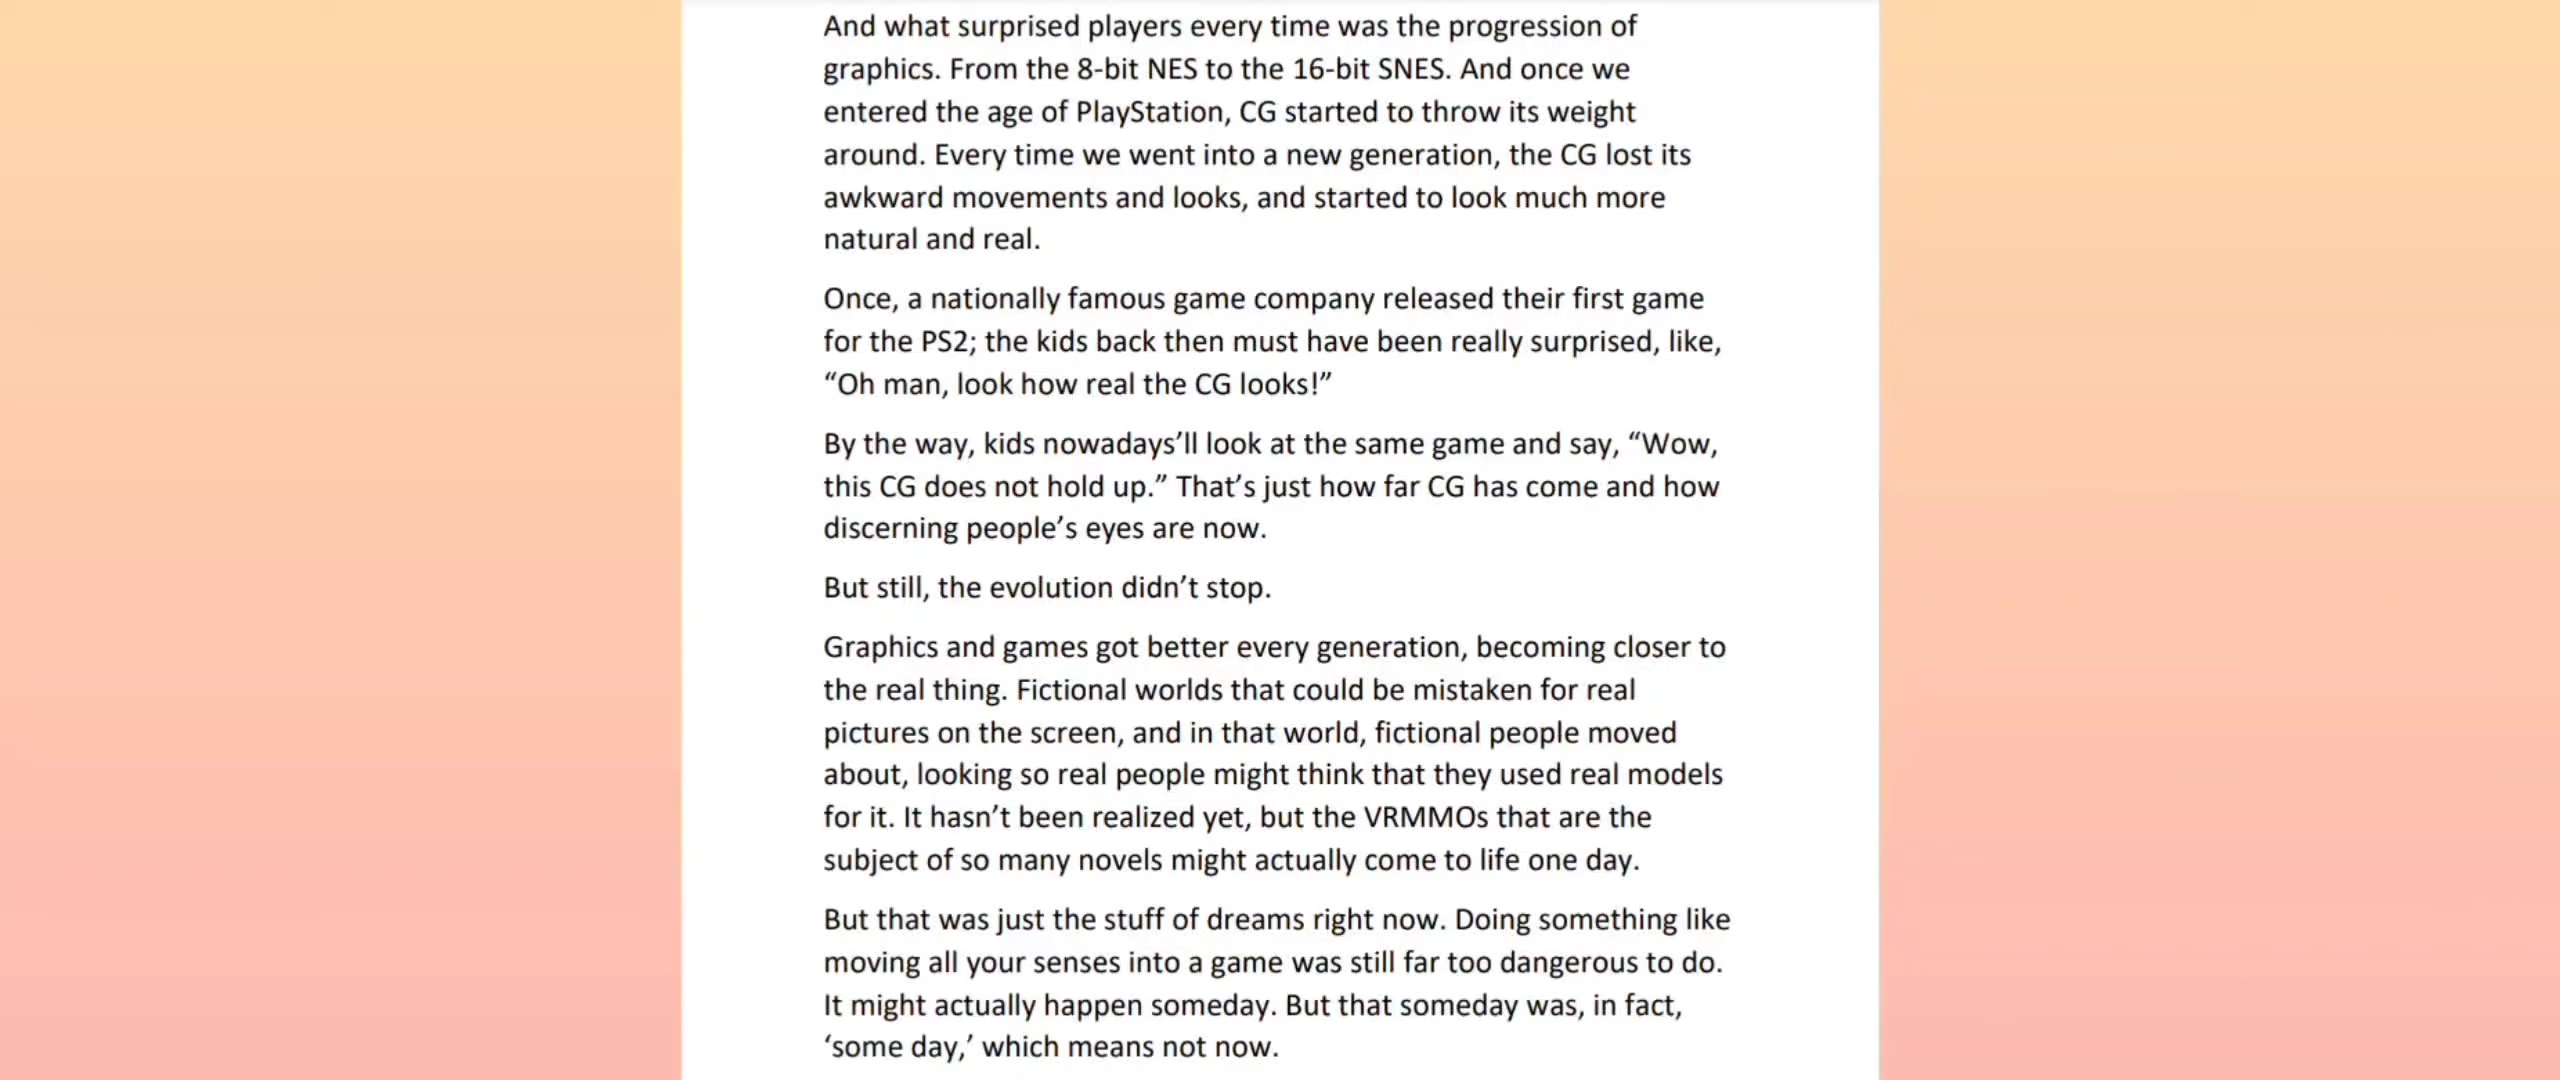 And what surprised players every time was the progression of
graphics. From the 8-bit NES to the 16-bit SNES. And once we
entered the age of PlayStation, CG started to throw its weight
around. Every time we went into a new generation, the CG lost its
awkward movements and looks, and started to look much more
natural and real.
Once, a nationally famous game company released their first game
for the PS2; the kids back then must have been really surprised, like,
“Oh man, look how real the CG looks!”
By the way, kids nowadays’ll look at the same game and say, “Wow,
this CG does not hold up.” That’s just how far CG has come and how
discerning people’s eyes are now.
But still, the evolution didn’t stop.
Graphics and games got better every generation, becoming closer to
the real thing. Fictional worlds that could be mistaken for real
pictures on the screen, and in that world, fictional people moved
about, looking so real people might think that they used real models
for it. It hasn’t been realized yet, but the VRMMOs that are the
subject of so many novels might actually come to life one day.
But that was just the stuff of dreams right now. Doing something like
moving all your senses into a game was still far too dangerous to do.
It might actually happen someday. But that someday was, in fact,
‘some day,’ which means not now.